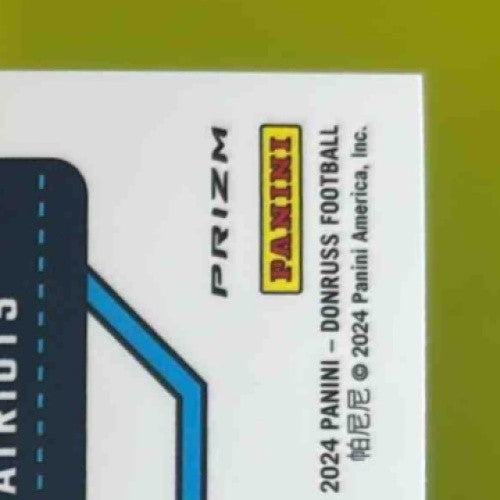 PRIZM
PANINI
2024 PANINI – DONRUSS FOOTBALL
帕尼尼 © 2024 Panini America, Inc.
ATRIOTS